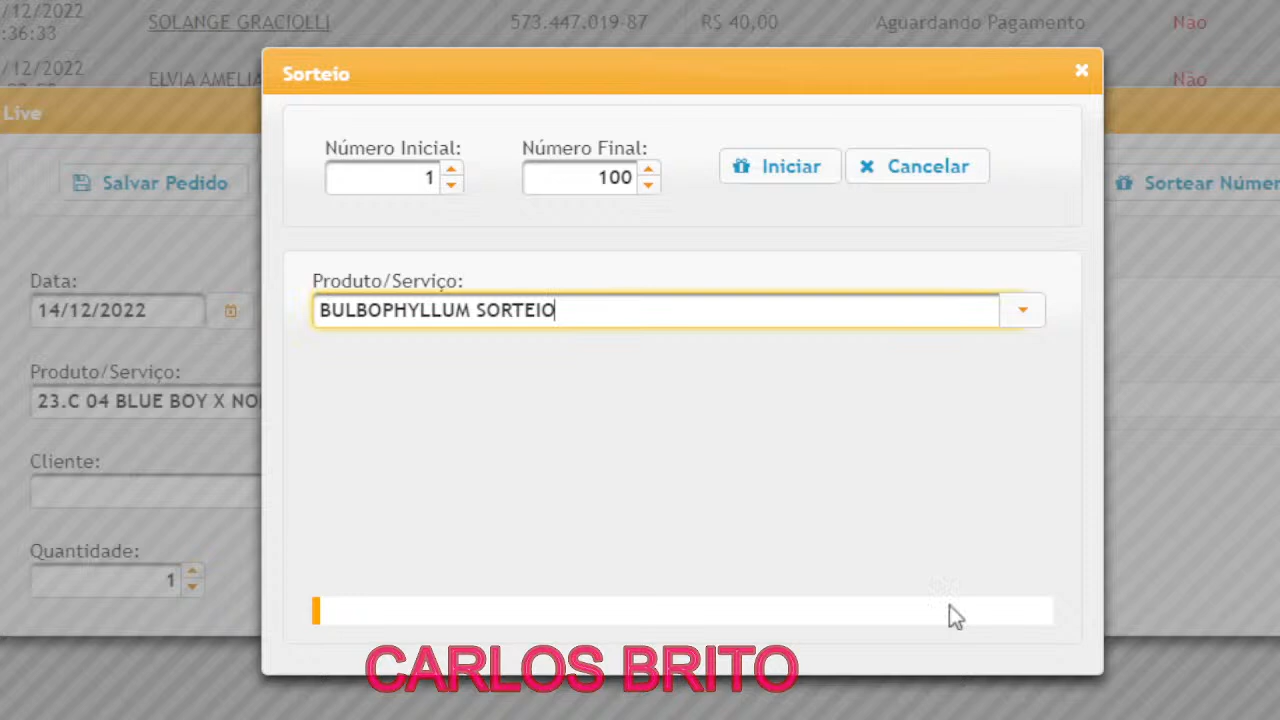 /12/2022 SOLANGE GRACIOLLI 573.447.019-87 R$ 40,00 Aguardando Pagamento Não
:36:33
/12/2022 ELVIA AMELIA Não
Live
Sorteio
Número Inicial: Número Final:
1 100 Iniciar Cancelar
Salvar Pedido Sortear Númer
Data:
14/12/2022
Produto/Serviço:
BULBOPHYLLUM SORTEIO
Produto/Serviço:
23.C 04 BLUE BOY X NO
Cliente:
Quantidade:
1
CARLOS BRITO